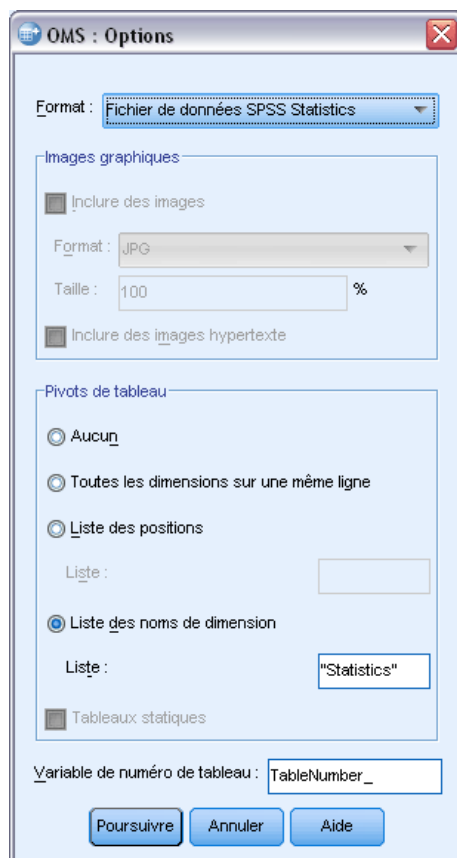 OMS : Options
Format : Fichier de données SPSS Statistics
Images graphiques
Inclure des images
Format : JPG
Taille : 100 %
Inclure des images hypertexte
Pivots de tableau
Aucun
Toutes les dimensions sur une même ligne
Liste des positions
Liste :
Liste des noms de dimension
Liste : "Statistics"
Tableaux statiques
Variable de numéro de tableau : TableNumber_
Poursuivre Annuler Aide